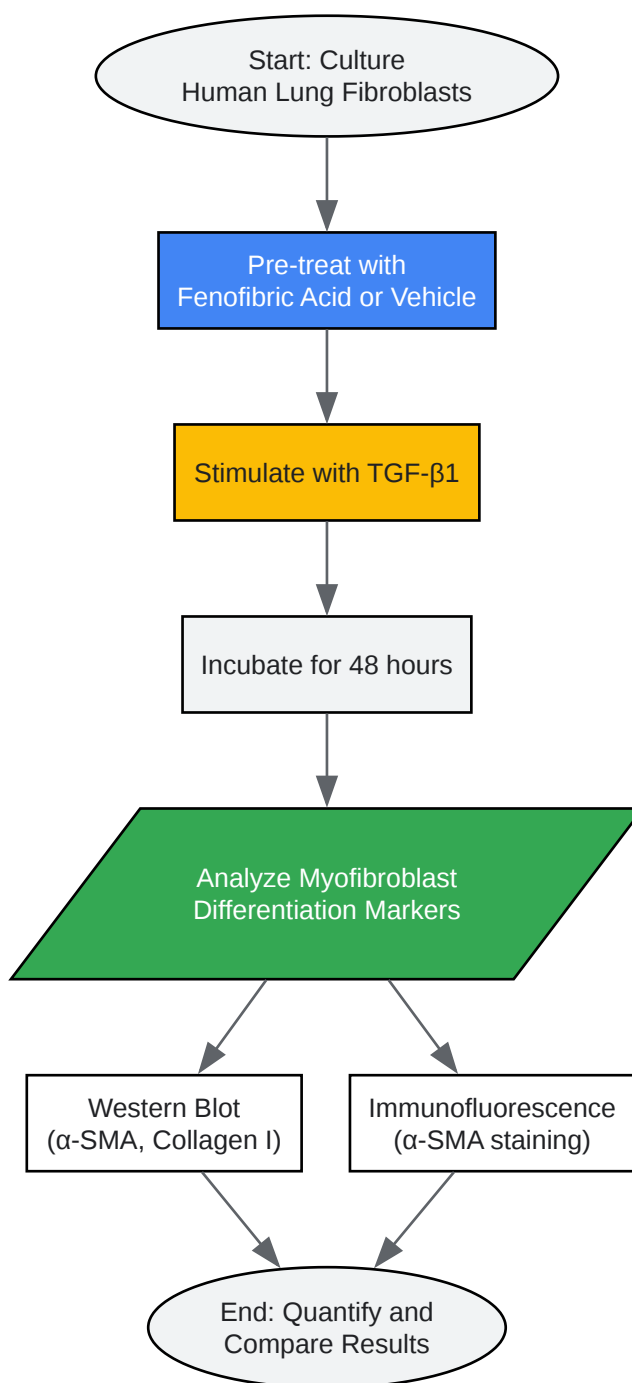 Start: Culture
Human Lung Fibroblasts
Pre-treat with
Fenofibric Acid or Vehicle
Stimulate with TGF-β1
Incubate for 48 hours
Analyze Myofibroblast
Differentiation Markers
Western Blot
(α-SMA, Collagen I)
Immunofluorescence
(α-SMA staining)
End: Quantify and
Compare Results